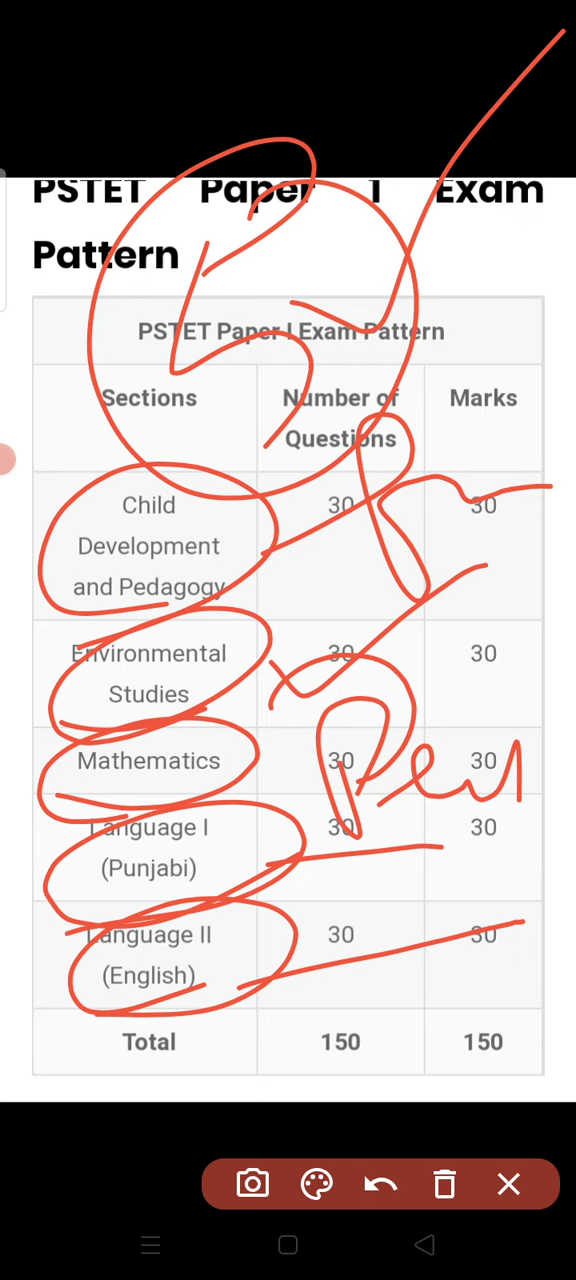 PSTET Paper 1 Exam
Pattern
PSTET Paper I Exam Pattern
Sections Number of Questions Marks
Child Development and Pedagogy 30 30
Environmental Studies 30 30
Mathematics 30 30
Language I (Punjabi) 30 30
Language II (English) 30 30
Total 150 150
5